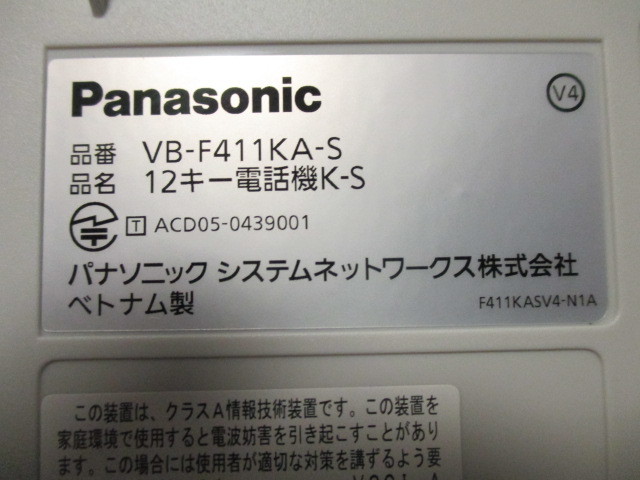 Panasonic
V4
品番 VB-F411KA-S
品名 12キー電話機K-S
T ACD05-0439001
パナソニック システムネットワークス株式会社
ベトナム製
F411KASV4-N1A
この装置は、クラスA情報技術装置です。この装置を
家庭環境で使用すると電波妨害を引き起こすことがあり
ます。この場合には使用者が適切な対策を講ずるよう要